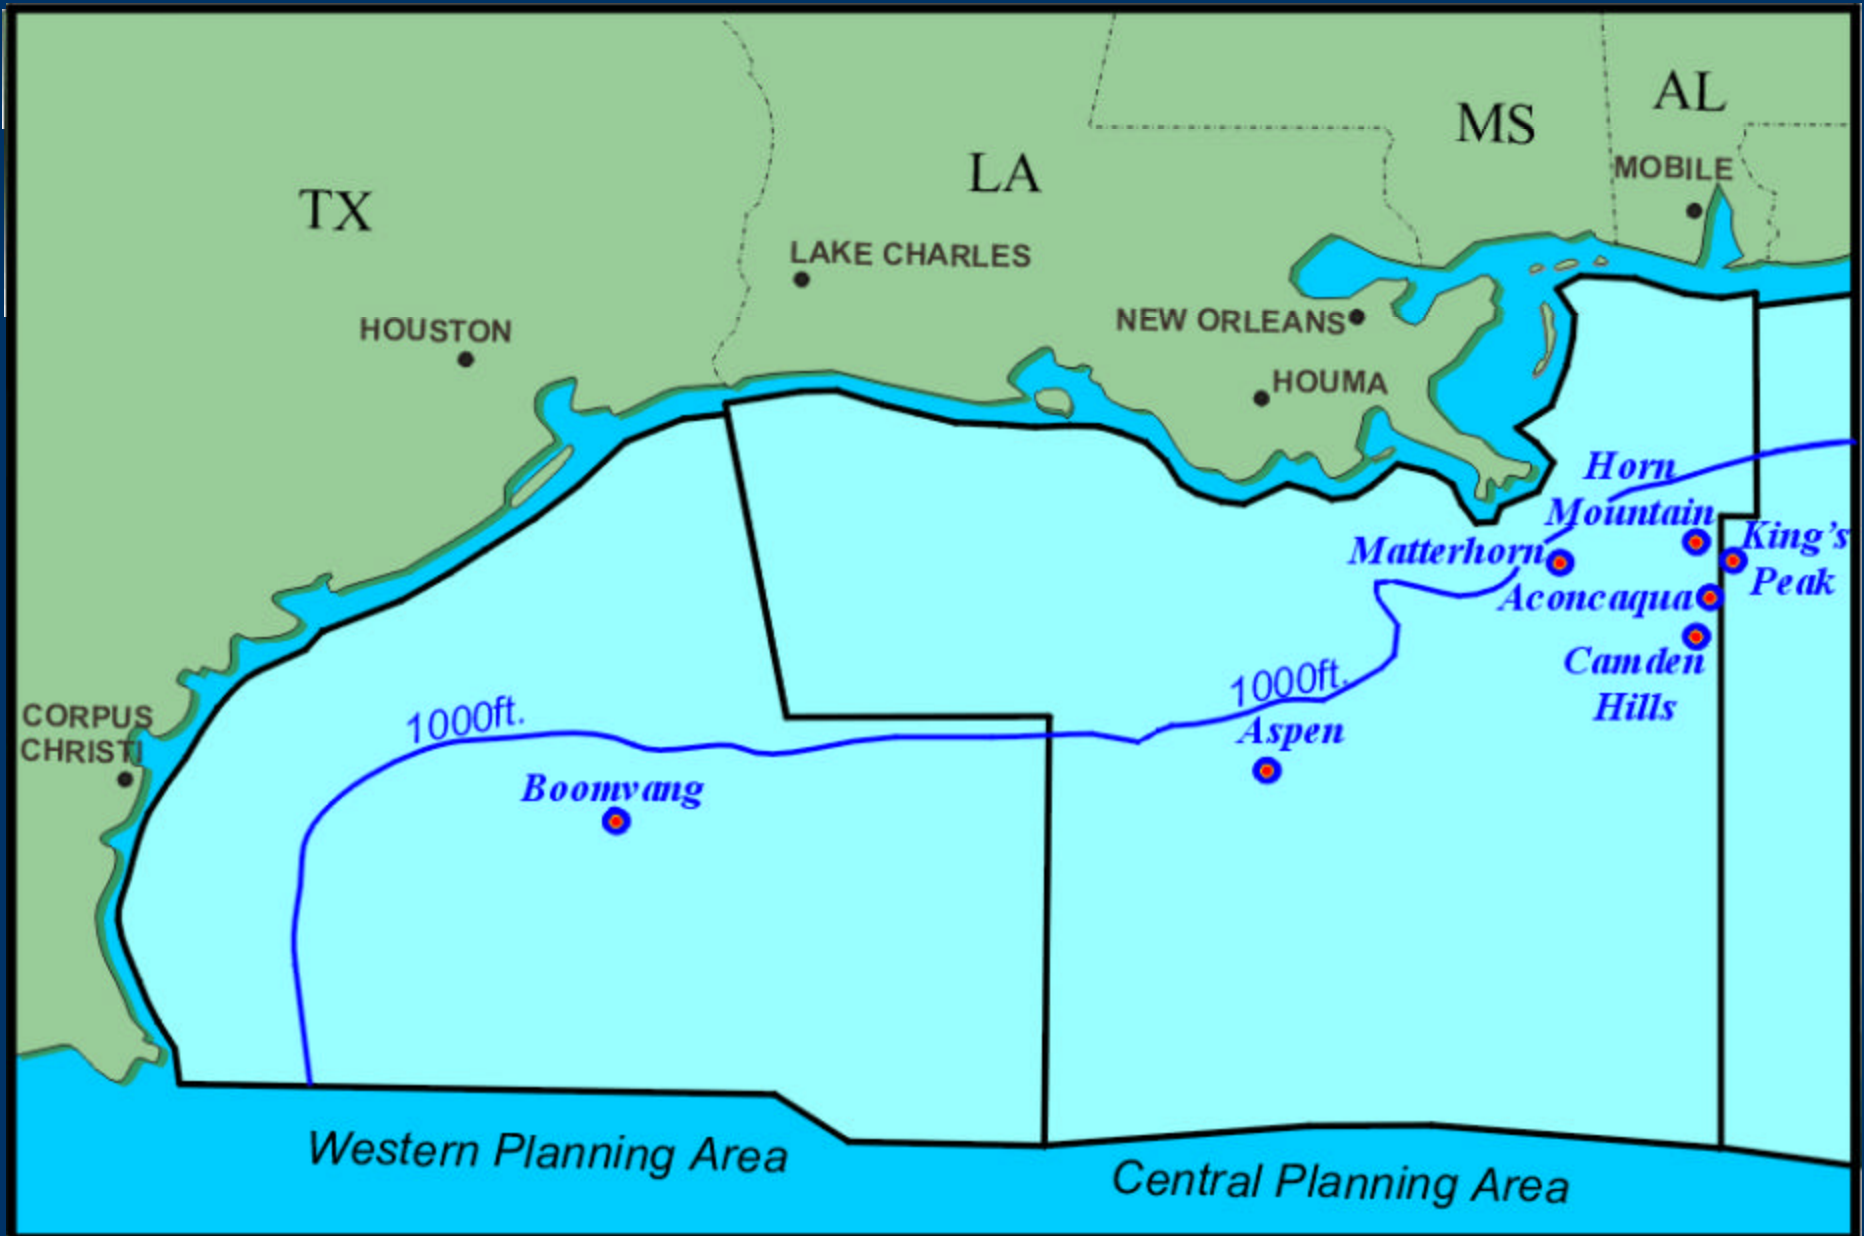 AL
MS
MOBILE
LA
TX
LAKE CHARLES
NEW ORLEANS
HOUSTON
HOUMA
Horn
Mountain
King's
Peak
Matterhorn
Aconcaqua
Camden
Hills
1000ft.
Aspen
CORPUS
CHRISTI
1000ft.
Boomvang
Western Planning Area
Central Planning Area